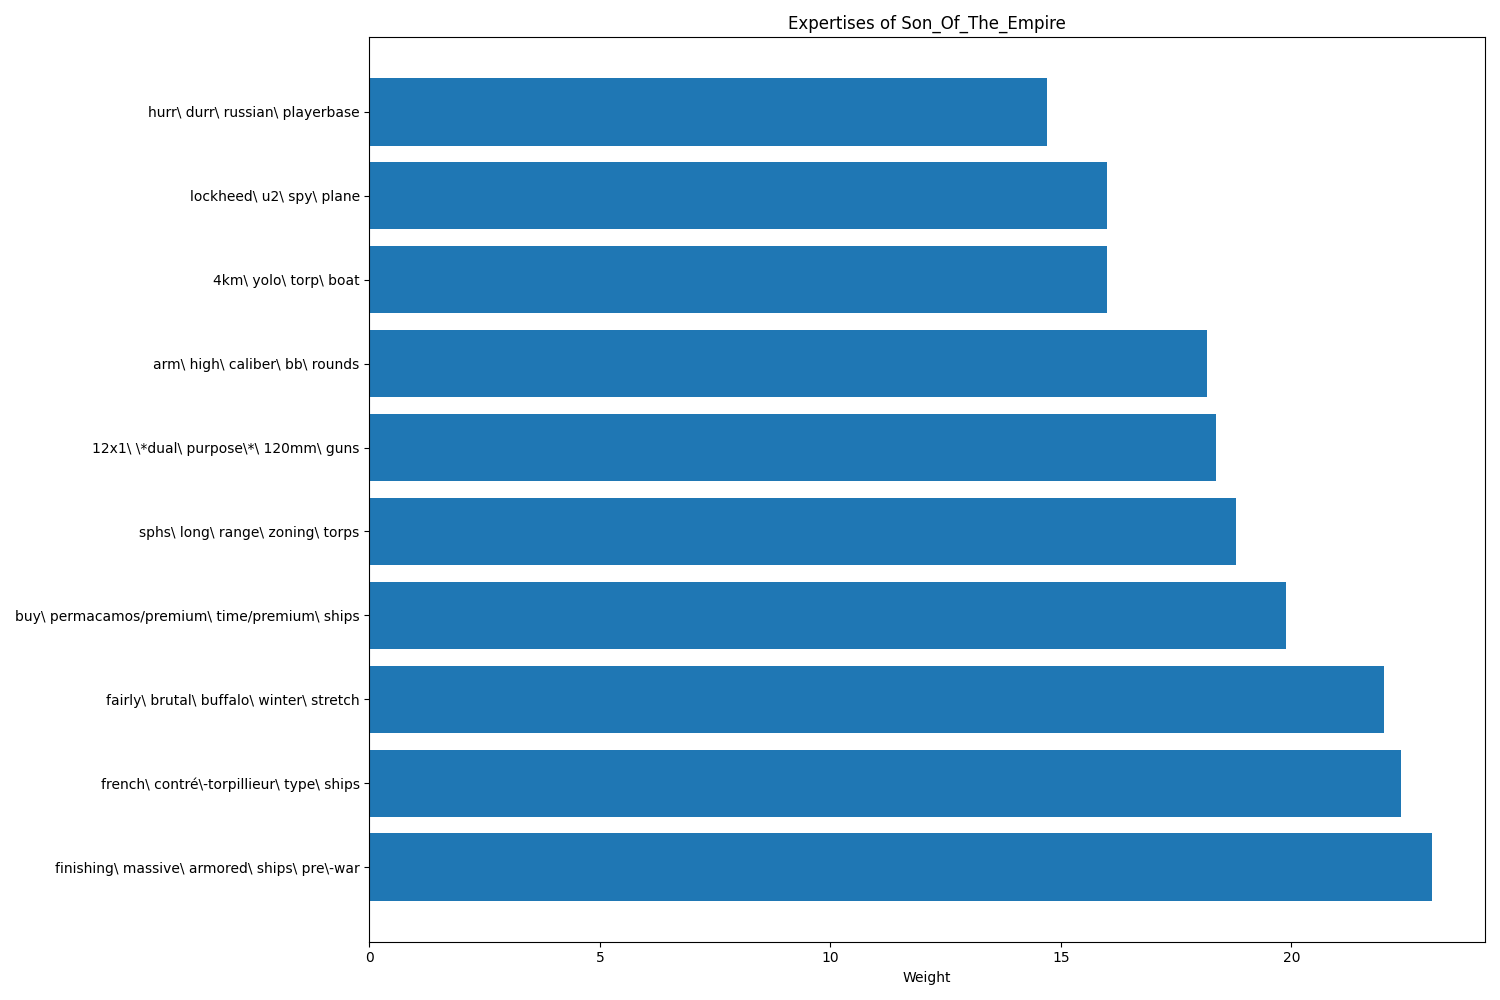 Expertises of Son_Of_The_Empire
hurr\ durr\ russian\ playerbase
lockheed\ u2\ spy\ plane
4km\ yolo\ torp\ boat
arm\ high\ caliber\ bb\ rounds
12x1\ \*dual\ purpose\*\ 120mm\ guns
sphs\ long\ range\ zoning\ torps
buy\ permacamos/premium\ time/premium\ ships
fairly\ brutal\ buffalo\ winter\ stretch
french\ contré\-torpillieur\ type\ ships
finishing\ massive\ armored\ ships\ pre\-war
0 5 10 15 20
Weight